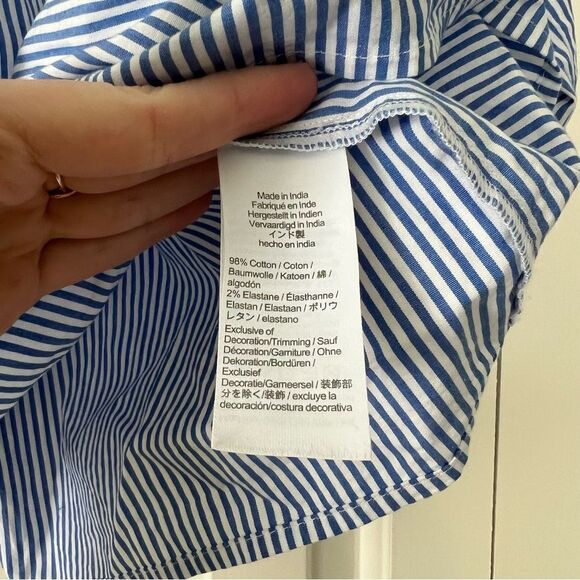 Made in India
Fabriqué en Inde
Hergestellt in Indien
Vervaardigd in India
インド製
hecho en india
98% Cotton / Coton /
Baumwolle / Katoen / 綿 /
algodón
2% Elastane / Élasthanne /
Elastan / Elastaan / ポリウ
レタン / elastano
Exclusive of
Decoration/Trimming / Sauf
Décoration/Garniture / Ohne
Dekoration/Bordüren /
Exclusief
Decoratie/Gameersel / 装飾部
分を除く/装飾 / excluye la
decoración/costura decorativa